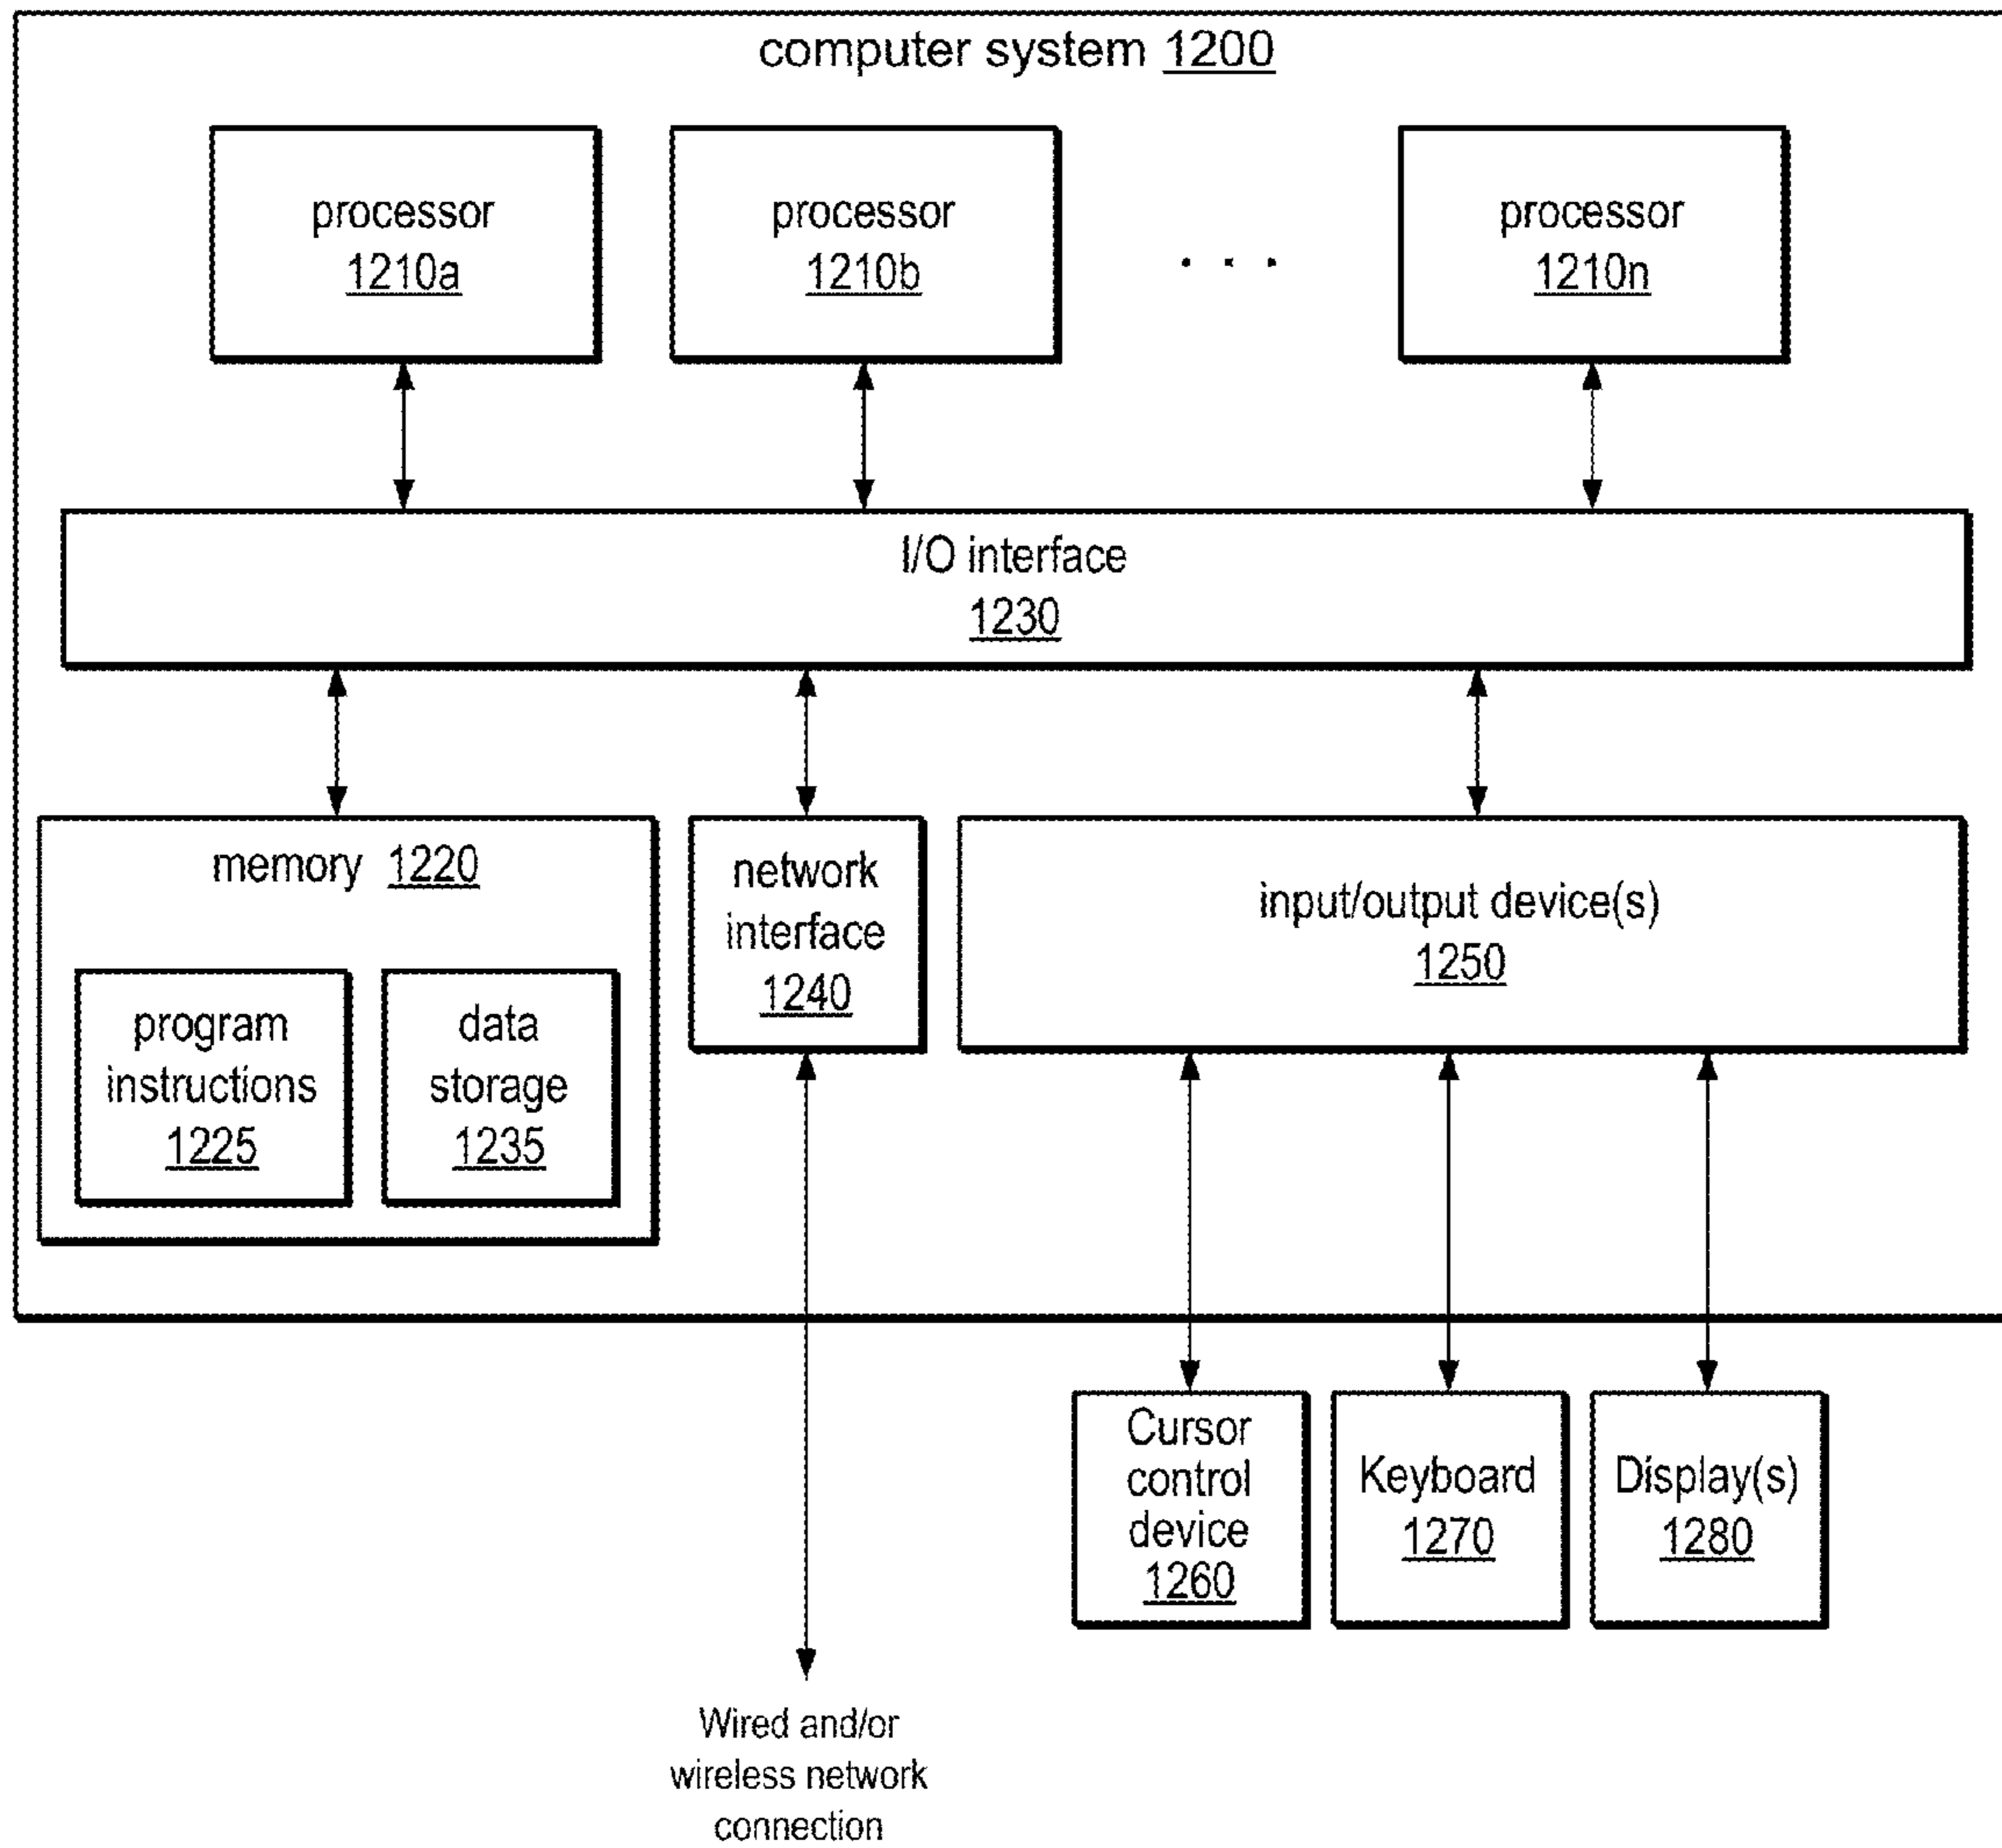 computer system 1200
processor
1210a
processor
1210b
. . .
processor
1210n
I/O interface
1230
memory 1220
program
instructions
1225
data
storage
1235
network
interface
1240
input/output device(s)
1250
Cursor
control
device
1260
Keyboard
1270
Display(s)
1280
Wired and/or
wireless network
connection